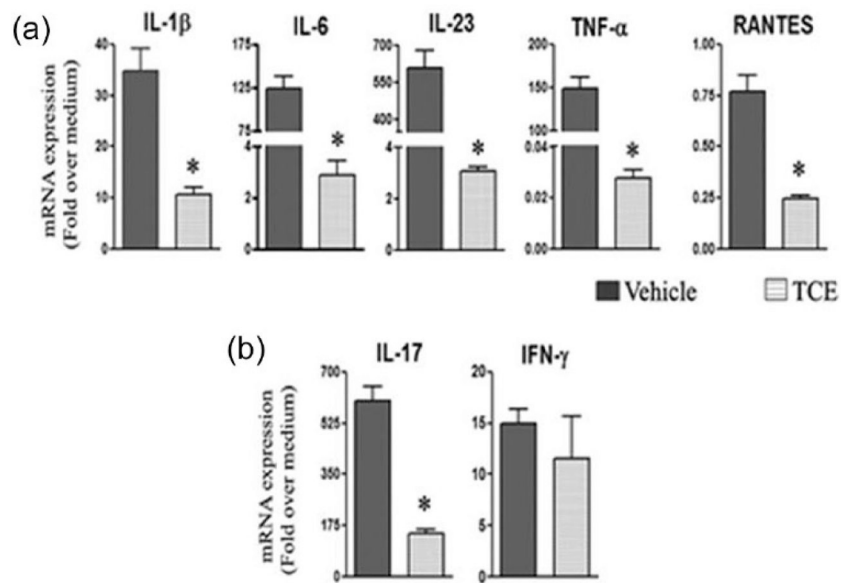 (a)
IL-1β IL-6 IL-23 TNF-α RANTES
mRNA expression
(Fold over medium)
40 175 700 200 1.00
30 125 550 150 0.75
20 75 400 100 0.50
4 4 0.04
10 2 2 0.02 0.25
0 0 0 0.00 0.00
* * * * *
Vehicle TCE
(b)
IL-17 IFN-γ
mRNA expression
(Fold over medium)
700 20
525 15
350 10
175 5
0 0
*